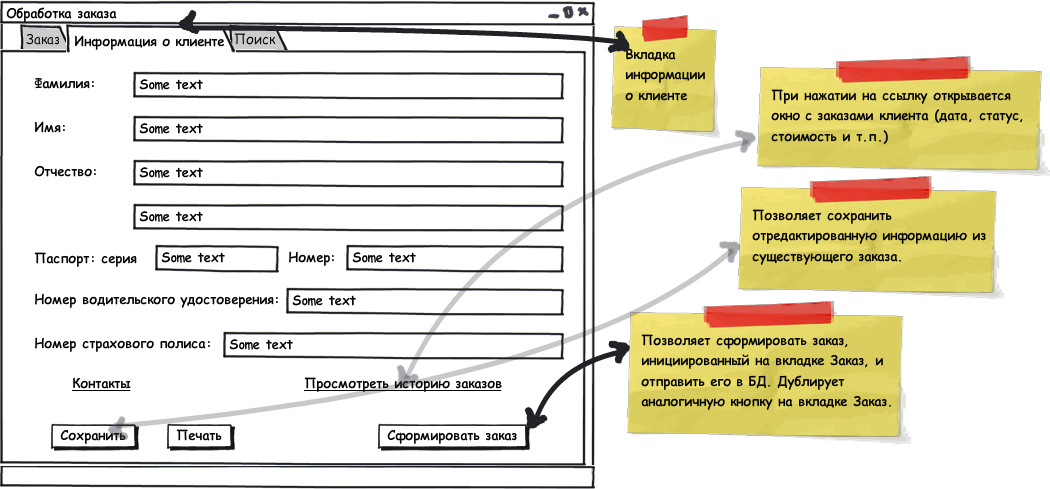 Обработка заказа
Заказ
Информация о клиенте
Поиск
Фамилия:
Some text
Имя:
Some text
Отчество:
Some text
Some text
Паспорт: серия
Some text
Номер:
Some text
Номер водительского удостоверения:
Some text
Номер страхового полиса:
Some text
Контакты
Просмотреть историю заказов
Сохранить
Печать
Сформировать заказ
Вкладка
информации
о клиенте
При нажатии на ссылку открывается
окно с заказами клиента (дата, статус,
стоимость и т.п.)
Позволяет сохранить
отредактированную информацию из
существующего заказа.
Позволяет сформировать заказ,
инициированный на вкладке Заказ, и
отправить его в БД. Дублирует
аналогичную кнопку на вкладке Заказ.